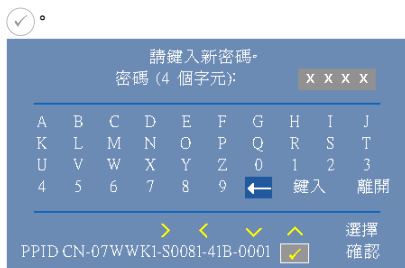 。
請鍵入新密碼。
密碼 (4 個字元): X X X X
A B C D E F G H I J
K L M N O P Q R S T
U V W X Y Z 0 1 2 3
4 5 6 7 8 9 ← 鍵入 離開
選擇
PPID CN-07WWK1-S0081-41B-0001 ✓ 確認